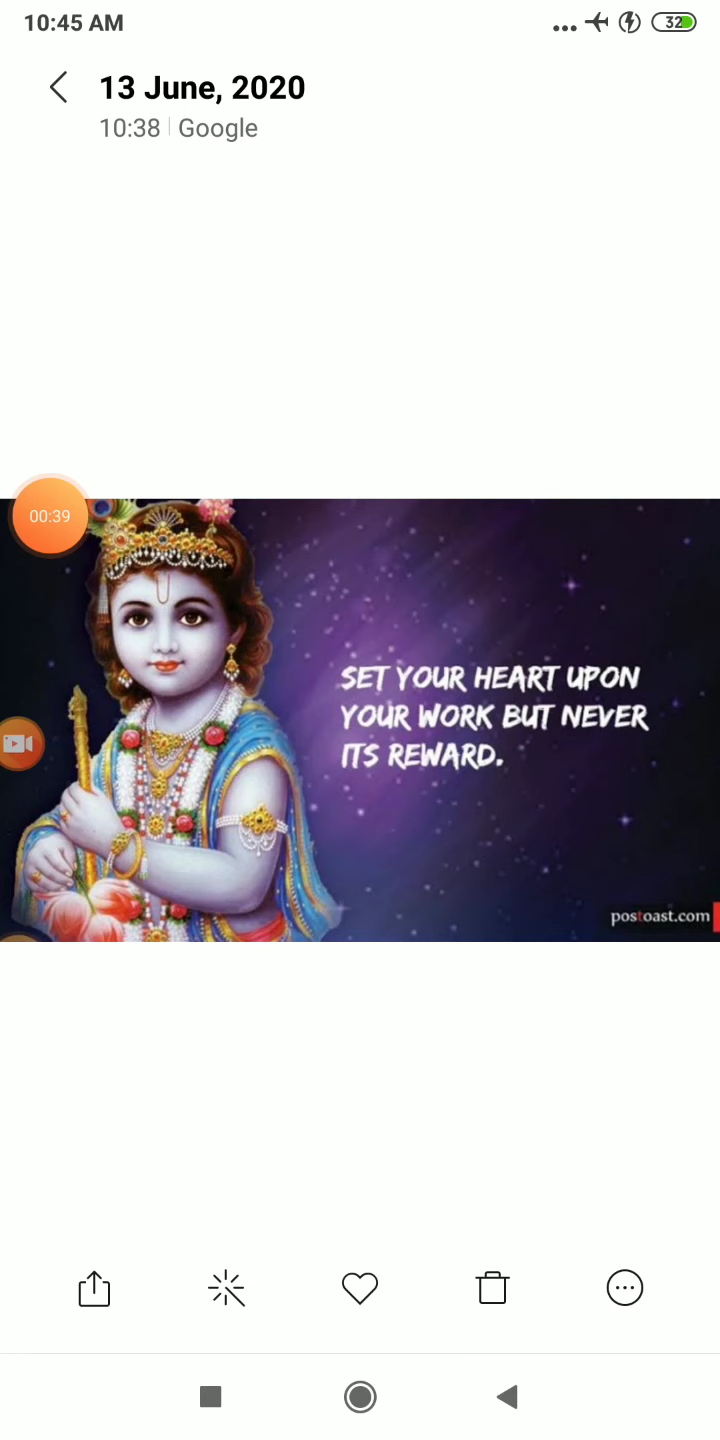 10:45 AM
32
13 June, 2020
10:38 | Google
00:39
SET YOUR HEART UPON
YOUR WORK BUT NEVER
ITS REWARD.
postoast.com